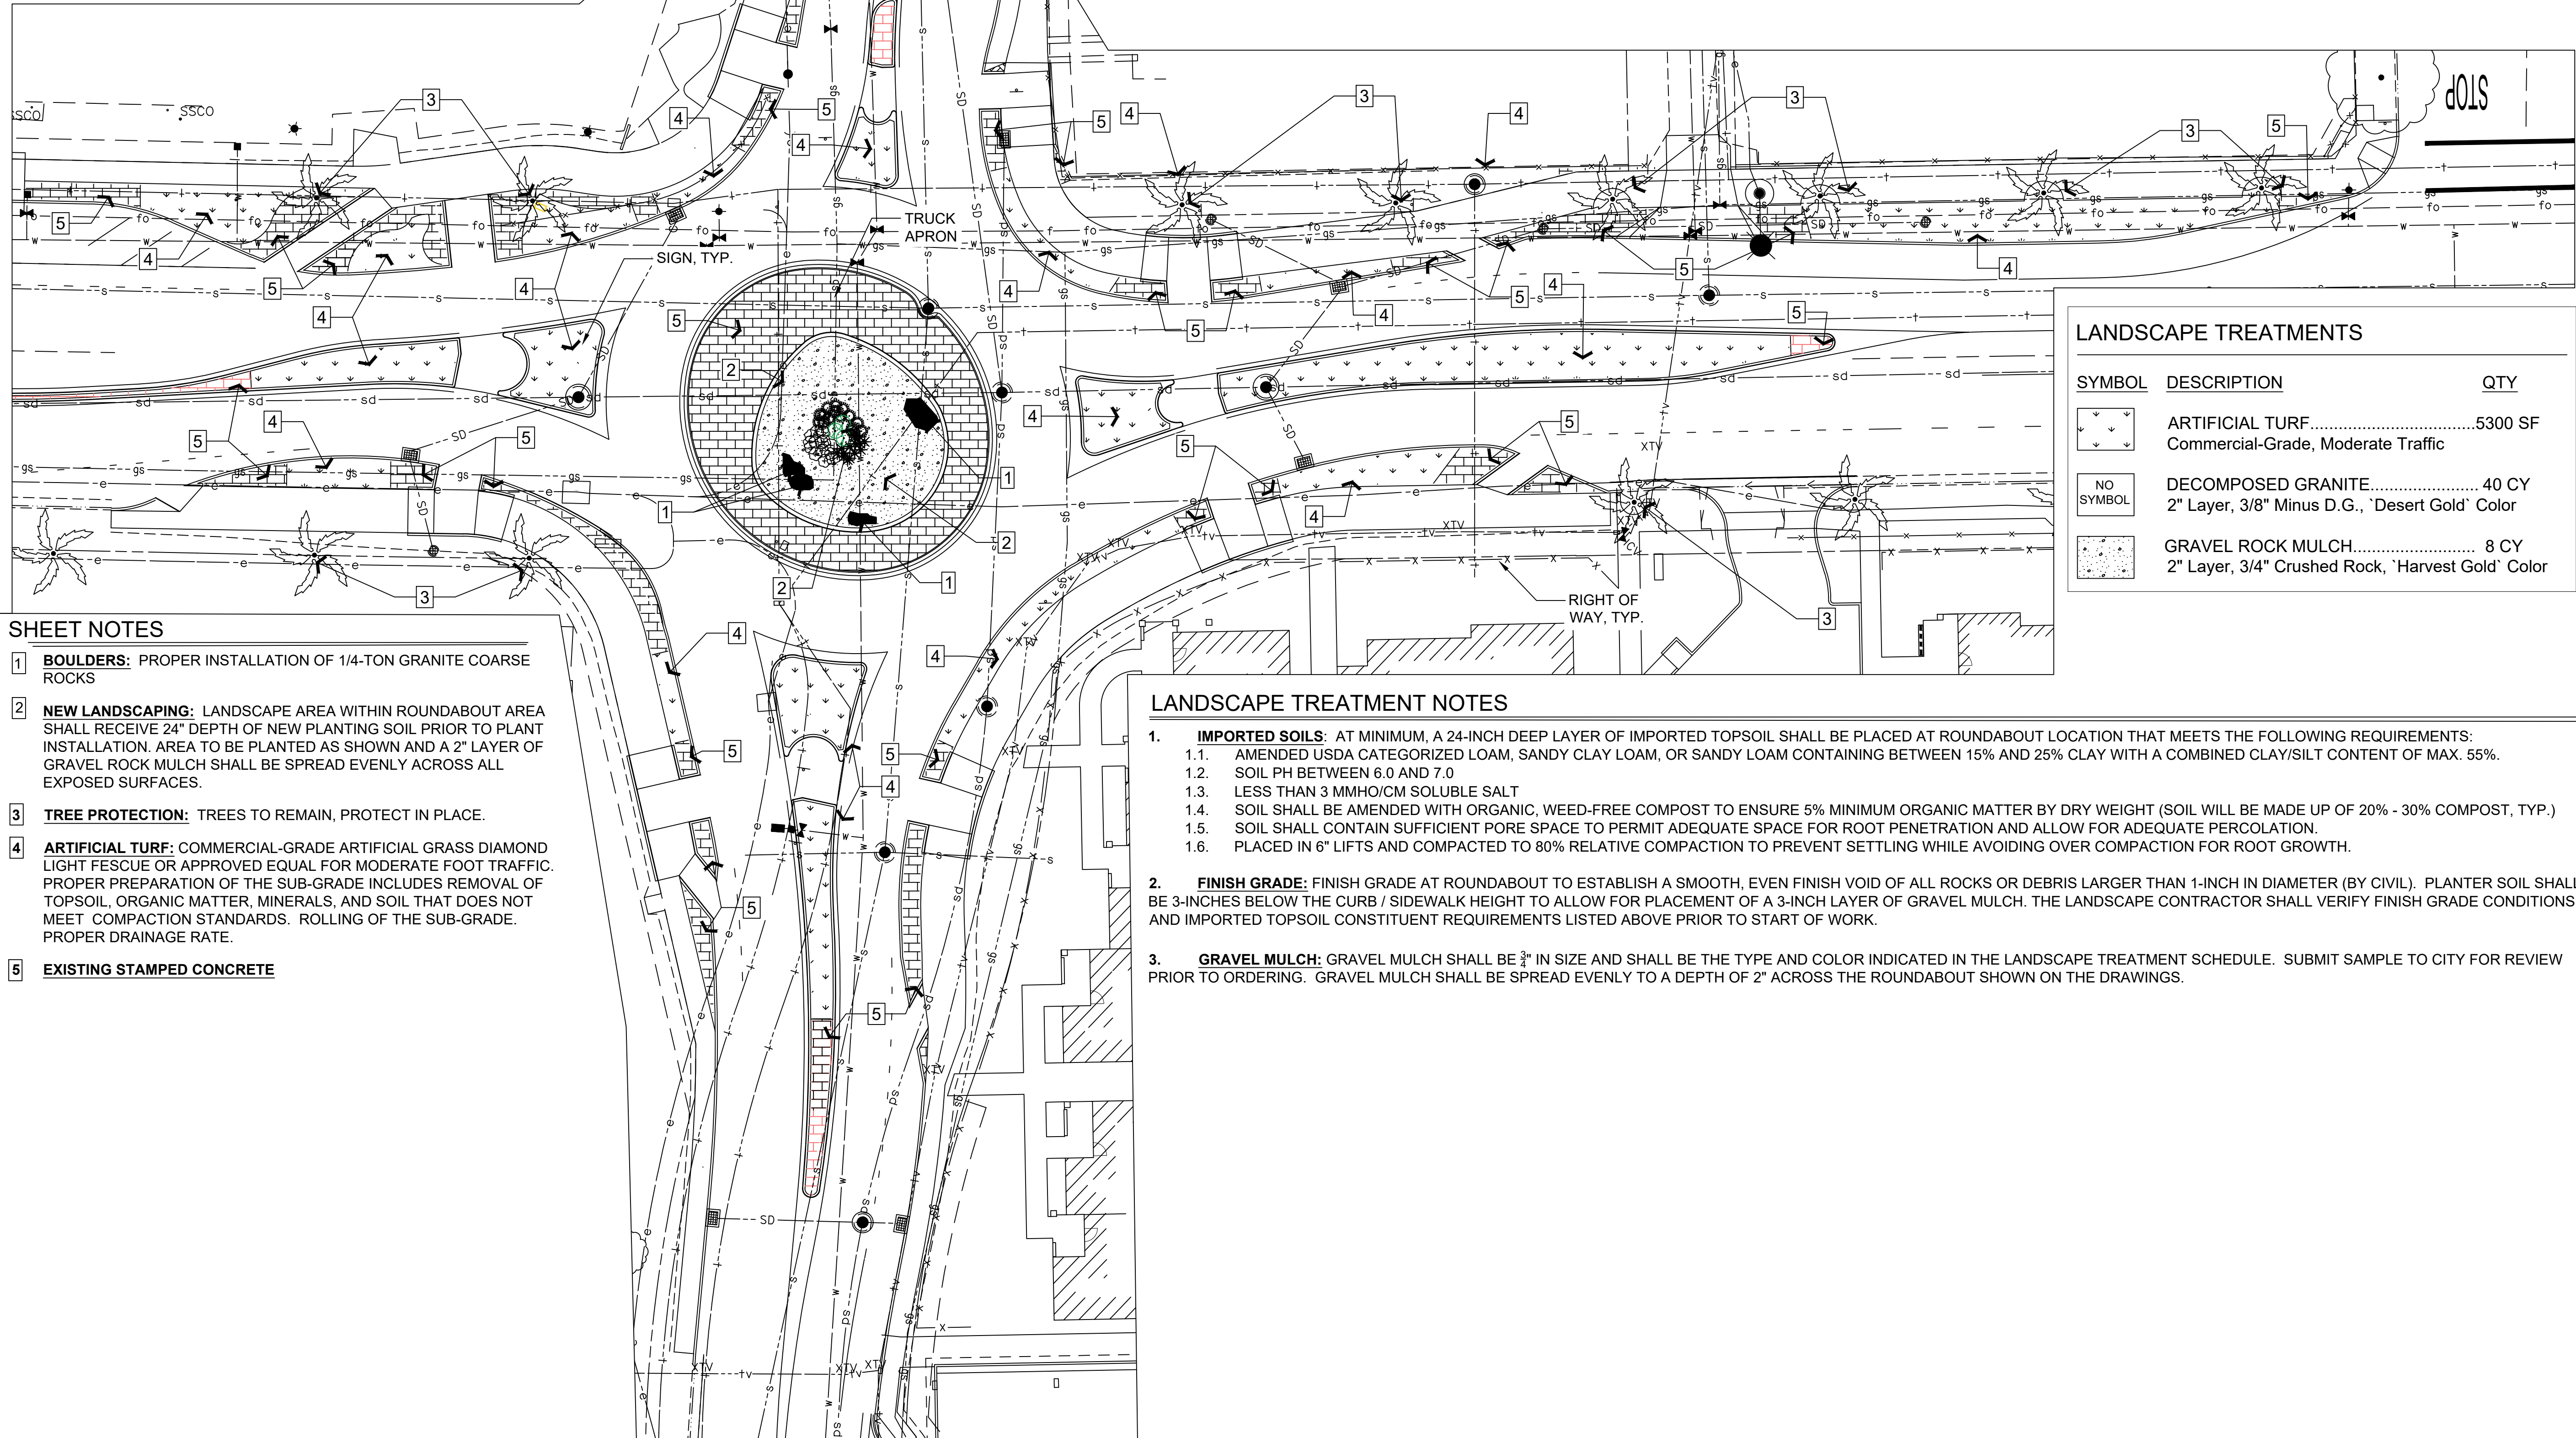 SSCO
SSCO
STOP
TRUCK
APRON
SIGN, TYP.
RIGHT OF
WAY, TYP.
LANDSCAPE TREATMENTS
SYMBOL DESCRIPTION QTY
ARTIFICIAL TURF...................................5300 SF
Commercial-Grade, Moderate Traffic
NO
SYMBOL
DECOMPOSED GRANITE....................... 40 CY
2" Layer, 3/8" Minus D.G., `Desert Gold` Color
GRAVEL ROCK MULCH.......................... 8 CY
2" Layer, 3/4" Crushed Rock, `Harvest Gold` Color
SHEET NOTES
1 BOULDERS: PROPER INSTALLATION OF 1/4-TON GRANITE COARSE
ROCKS
2 NEW LANDSCAPING: LANDSCAPE AREA WITHIN ROUNDABOUT AREA
SHALL RECEIVE 24" DEPTH OF NEW PLANTING SOIL PRIOR TO PLANT
INSTALLATION. AREA TO BE PLANTED AS SHOWN AND A 2" LAYER OF
GRAVEL ROCK MULCH SHALL BE SPREAD EVENLY ACROSS ALL
EXPOSED SURFACES.
3 TREE PROTECTION: TREES TO REMAIN, PROTECT IN PLACE.
4 ARTIFICIAL TURF: COMMERCIAL-GRADE ARTIFICIAL GRASS DIAMOND
LIGHT FESCUE OR APPROVED EQUAL FOR MODERATE FOOT TRAFFIC.
PROPER PREPARATION OF THE SUB-GRADE INCLUDES REMOVAL OF
TOPSOIL, ORGANIC MATTER, MINERALS, AND SOIL THAT DOES NOT
MEET COMPACTION STANDARDS. ROLLING OF THE SUB-GRADE.
PROPER DRAINAGE RATE.
5 EXISTING STAMPED CONCRETE
LANDSCAPE TREATMENT NOTES
1. IMPORTED SOILS: AT MINIMUM, A 24-INCH DEEP LAYER OF IMPORTED TOPSOIL SHALL BE PLACED AT ROUNDABOUT LOCATION THAT MEETS THE FOLLOWING REQUIREMENTS:
1.1. AMENDED USDA CATEGORIZED LOAM, SANDY CLAY LOAM, OR SANDY LOAM CONTAINING BETWEEN 15% AND 25% CLAY WITH A COMBINED CLAY/SILT CONTENT OF MAX. 55%.
1.2. SOIL PH BETWEEN 6.0 AND 7.0
1.3. LESS THAN 3 MMHO/CM SOLUBLE SALT
1.4. SOIL SHALL BE AMENDED WITH ORGANIC, WEED-FREE COMPOST TO ENSURE 5% MINIMUM ORGANIC MATTER BY DRY WEIGHT (SOIL WILL BE MADE UP OF 20% - 30% COMPOST, TYP.)
1.5. SOIL SHALL CONTAIN SUFFICIENT PORE SPACE TO PERMIT ADEQUATE SPACE FOR ROOT PENETRATION AND ALLOW FOR ADEQUATE PERCOLATION.
1.6. PLACED IN 6" LIFTS AND COMPACTED TO 80% RELATIVE COMPACTION TO PREVENT SETTLING WHILE AVOIDING OVER COMPACTION FOR ROOT GROWTH.
2. FINISH GRADE: FINISH GRADE AT ROUNDABOUT TO ESTABLISH A SMOOTH, EVEN FINISH VOID OF ALL ROCKS OR DEBRIS LARGER THAN 1-INCH IN DIAMETER (BY CIVIL). PLANTER SOIL SHALL
BE 3-INCHES BELOW THE CURB / SIDEWALK HEIGHT TO ALLOW FOR PLACEMENT OF A 3-INCH LAYER OF GRAVEL MULCH. THE LANDSCAPE CONTRACTOR SHALL VERIFY FINISH GRADE CONDITIONS
AND IMPORTED TOPSOIL CONSTITUENT REQUIREMENTS LISTED ABOVE PRIOR TO START OF WORK.
3. GRAVEL MULCH: GRAVEL MULCH SHALL BE 3/4" IN SIZE AND SHALL BE THE TYPE AND COLOR INDICATED IN THE LANDSCAPE TREATMENT SCHEDULE. SUBMIT SAMPLE TO CITY FOR REVIEW
PRIOR TO ORDERING. GRAVEL MULCH SHALL BE SPREAD EVENLY TO A DEPTH OF 2" ACROSS THE ROUNDABOUT SHOWN ON THE DRAWINGS.